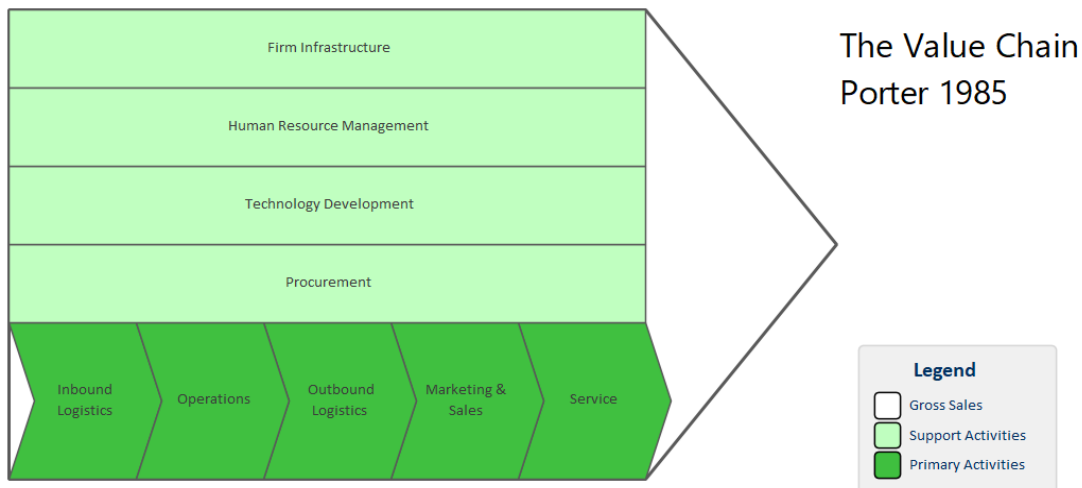 The Value Chain
Porter 1985
Firm Infrastructure
Human Resource Management
Technology Development
Procurement
Inbound
Logistics
Operations
Outbound
Logistics
Marketing &
Sales
Service
Legend
Gross Sales
Support Activities
Primary Activities